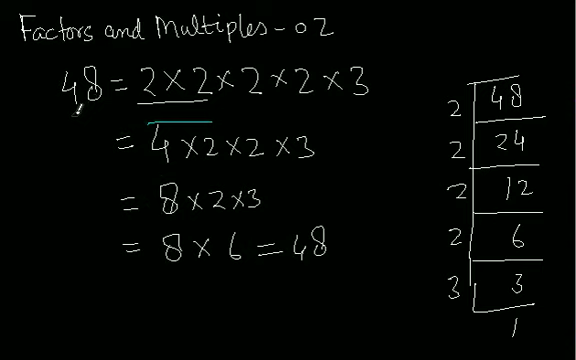 Factors and Multiples - 02
48 = 2 × 2 × 2 × 2 × 3
= 4 × 2 × 2 × 3
= 8 × 2 × 3
= 8 × 6 = 48
2 48
2 24
2 12
2 6
3 3
1